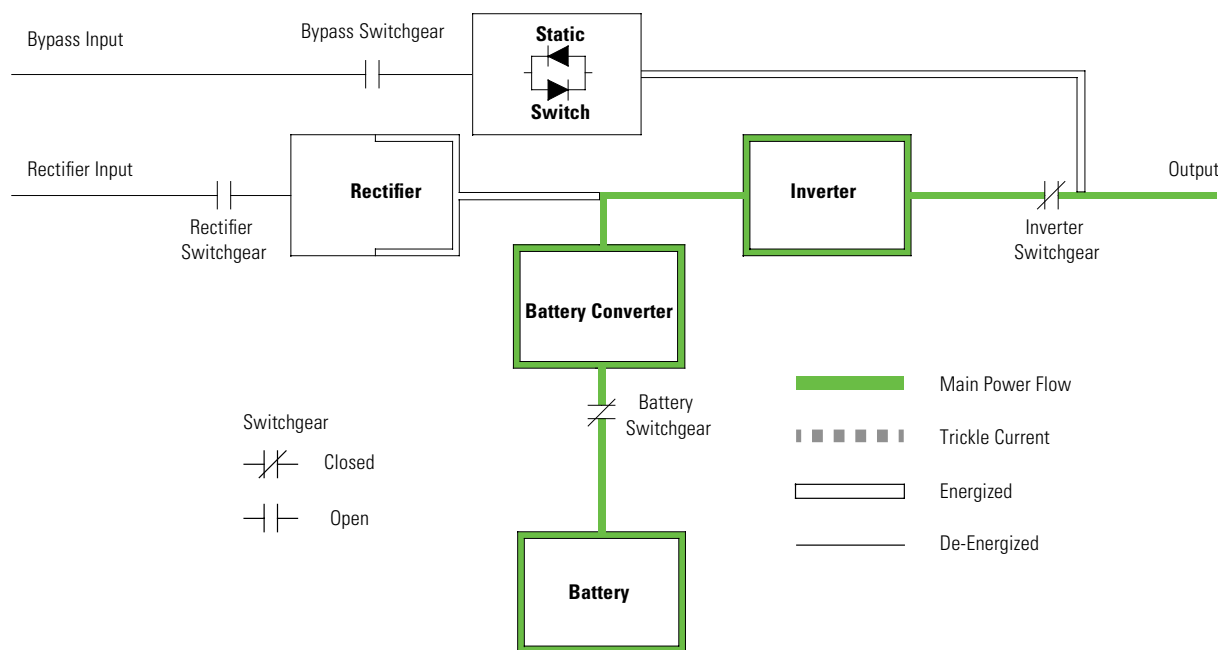 Bypass Input
Bypass Switchgear
Static
Switch
Rectifier Input
Rectifier
Inverter
Output
Rectifier
Switchgear
Inverter
Switchgear
Battery Converter
Battery
Switchgear
Switchgear
Closed
Open
Main Power Flow
Trickle Current
Energized
De-Energized
Battery